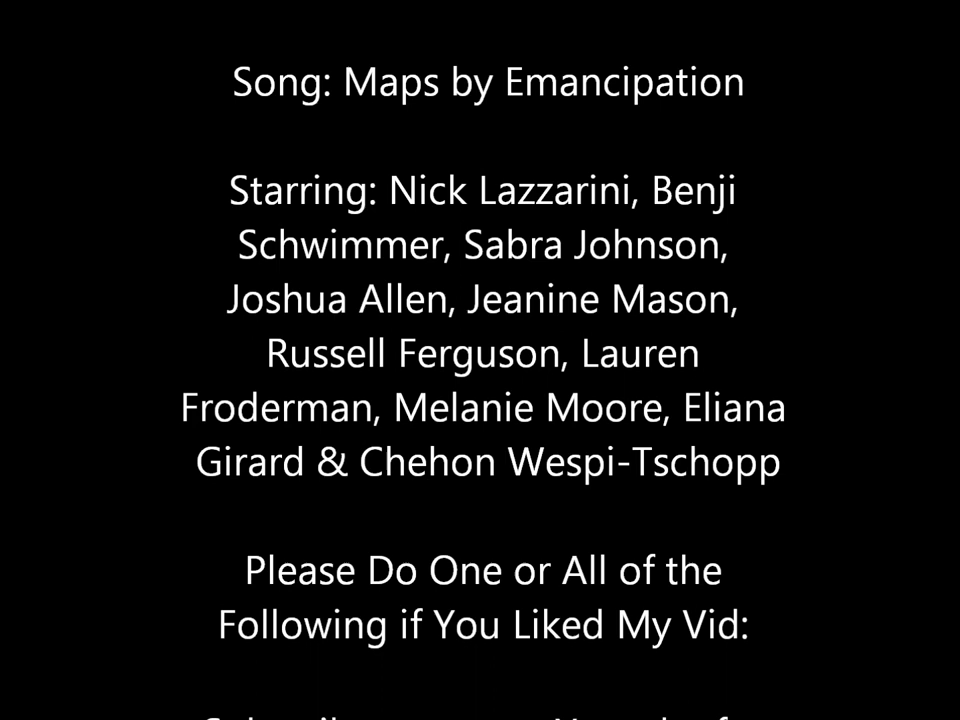 Song: Maps by Emancipation
Starring: Nick Lazzarini, Benji
Schwimmer, Sabra Johnson,
Joshua Allen, Jeanine Mason,
Russell Ferguson, Lauren
Froderman, Melanie Moore, Eliana
Girard & Chehon Wespi-Tschopp
Please Do One or All of the
Following if You Liked My Vid: